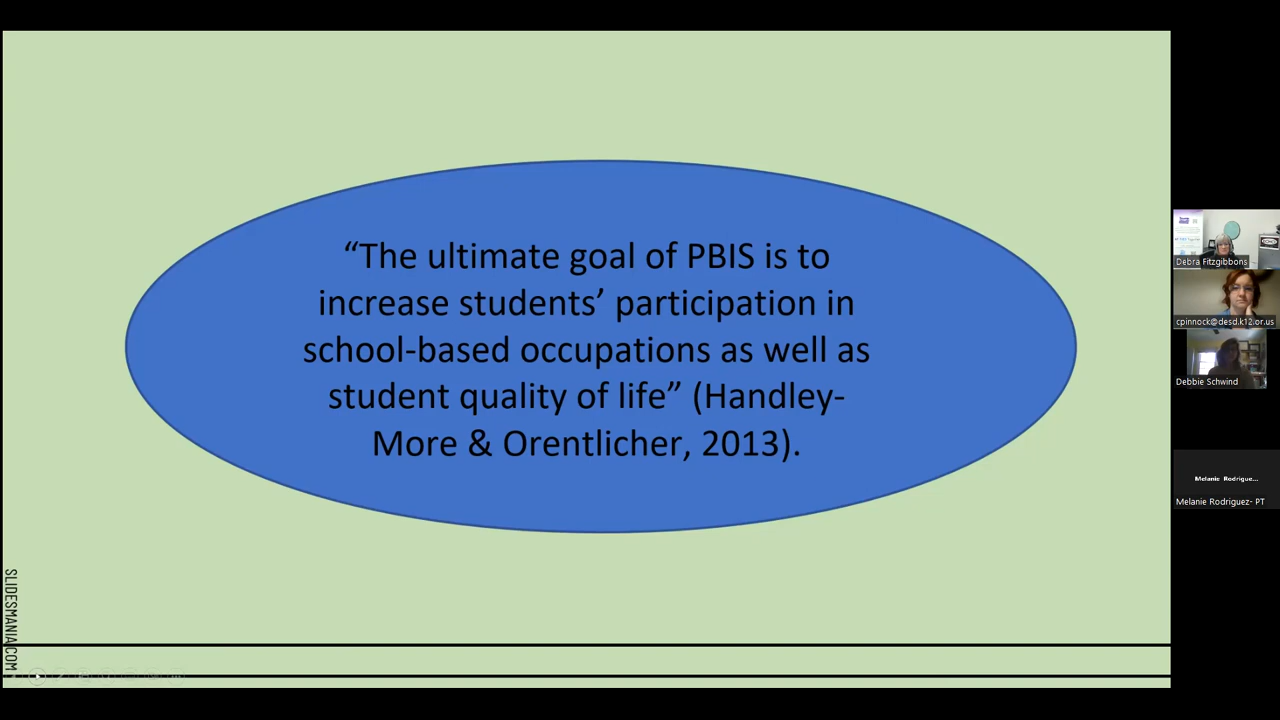 “The ultimate goal of PBIS is to
increase students’ participation in
school-based occupations as well as
student quality of life” (Handley-
More & Orentlicher, 2013).
SLIDESMANIA.COM
Debra Fitzgibbons
cpinnock@desd.k12.or.us
Debbie Schwind
Melanie Rodrigue...
Melanie Rodriguez- PT